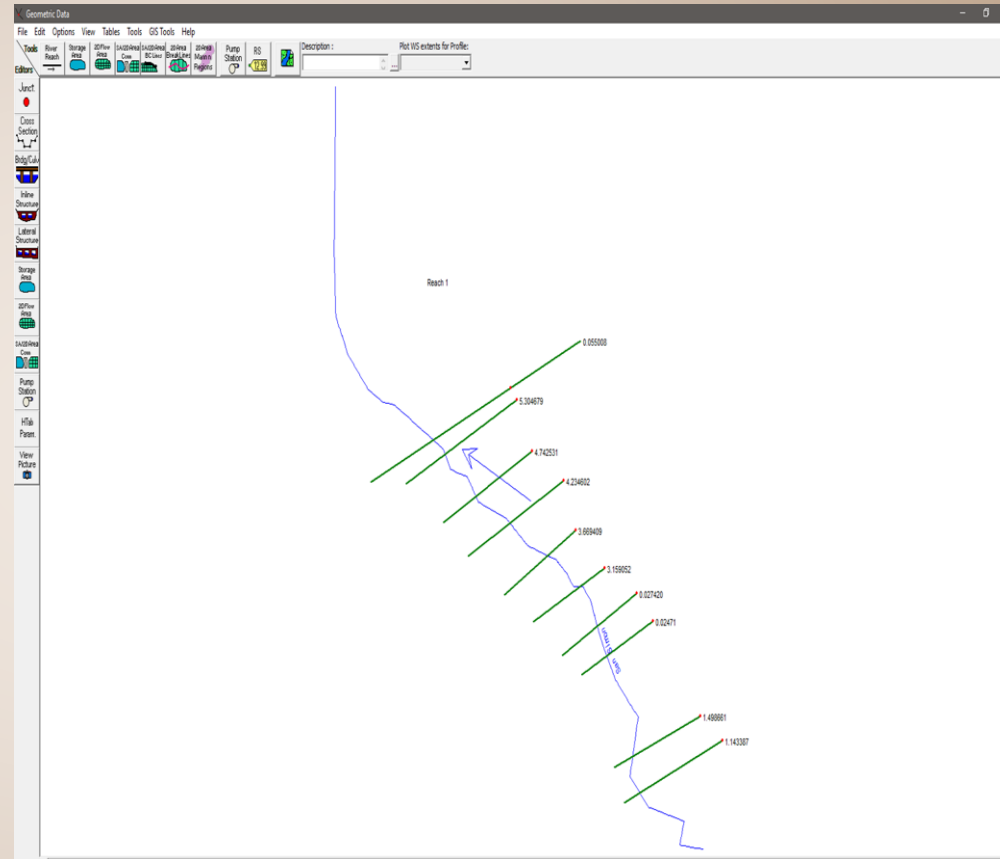 Geometric Data
File Edit Options View Tables Tools GIS Tools Help
Tools
Editors
River
Reach
Storage
Area
2D Flow
Area
SA/2D Area
Conn
SA/2D Area
BC Lines
2D Area
BreakLines
2D Area
Mann n
Regions
Pump
Station
RS
Description :
...
Plot WS extents for Profile:
Junct.
Cross
Section
Brdg/Culv
Inline
Structure
Lateral
Structure
Storage
Area
2D Flow
Area
SA/2D Area
Conn
Pump
Station
HTab
Param.
View
Picture
Reach 1
0.055008
5.304679
4.742531
4.234602
3.669409
3.159052
0.027420
0.02471
San Simon
1.498861
1.143387